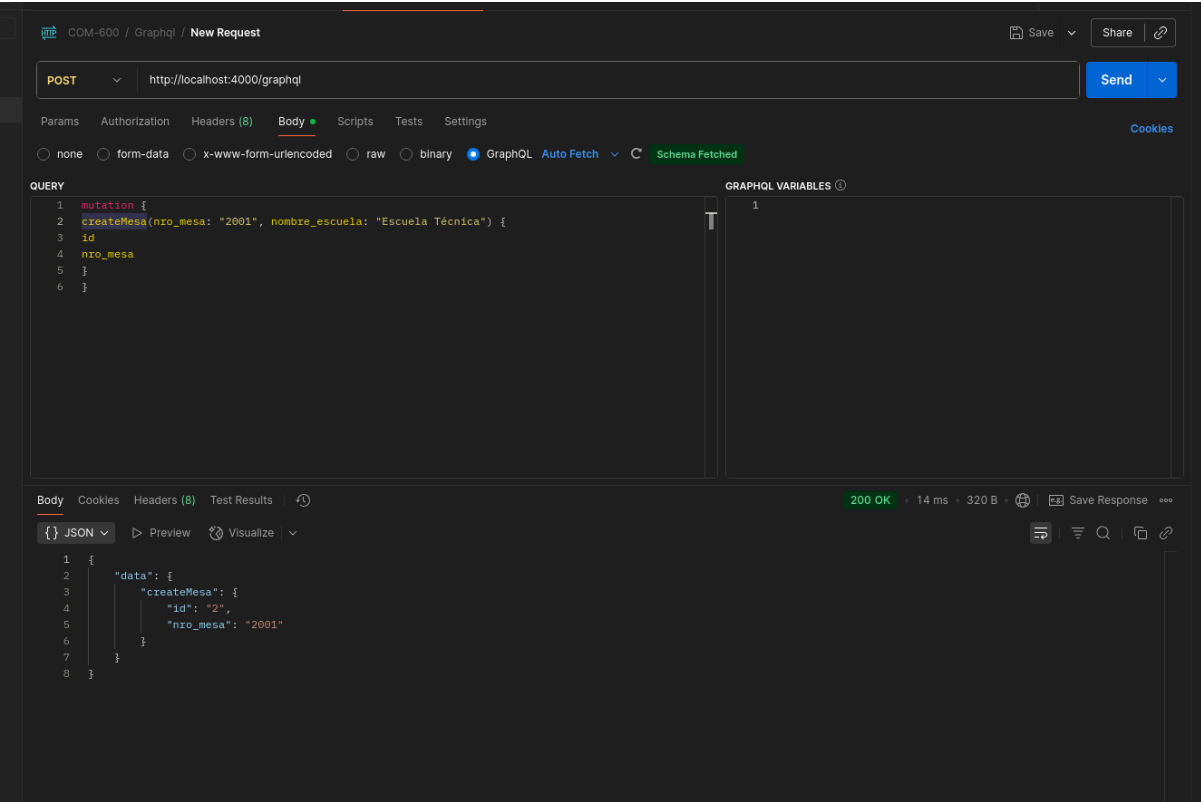 HTTP COM-600 / Graphql / New Request Save Share
POST http://localhost:4000/graphql Send
Params Authorization Headers (8) Body Scripts Tests Settings Cookies
none form-data x-www-form-urlencoded raw binary GraphQL Auto Fetch Schema Fetched
QUERY GRAPHQL VARIABLES
1 mutation { 1
2 createMesa(nro_mesa: "2001", nombre_escuela: "Escuela Técnica") {
3 id
4 nro_mesa
5 }
6 }
Body Cookies Headers (8) Test Results 200 OK • 14 ms • 320 B e.g. Save Response
{} JSON Preview Visualize
1 {
2 "data": {
3 "createMesa": {
4 "id": "2",
5 "nro_mesa": "2001"
6 }
7 }
8 }